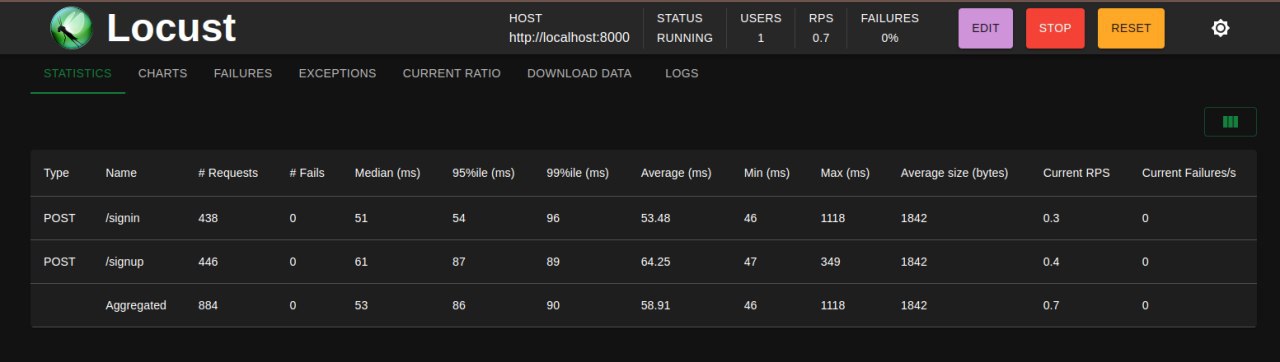 Locust
HOST
http://localhost:8000
STATUS
RUNNING
USERS
1
RPS
0.7
FAILURES
0%
EDIT
STOP
RESET
STATISTICS CHARTS FAILURES EXCEPTIONS CURRENT RATIO DOWNLOAD DATA LOGS
Type Name # Requests # Fails Median (ms) 95%ile (ms) 99%ile (ms) Average (ms) Min (ms) Max (ms) Average size (bytes) Current RPS Current Failures/s
POST /signin 438 0 51 54 96 53.48 46 1118 1842 0.3 0
POST /signup 446 0 61 87 89 64.25 47 349 1842 0.4 0
Aggregated 884 0 53 86 90 58.91 46 1118 1842 0.7 0